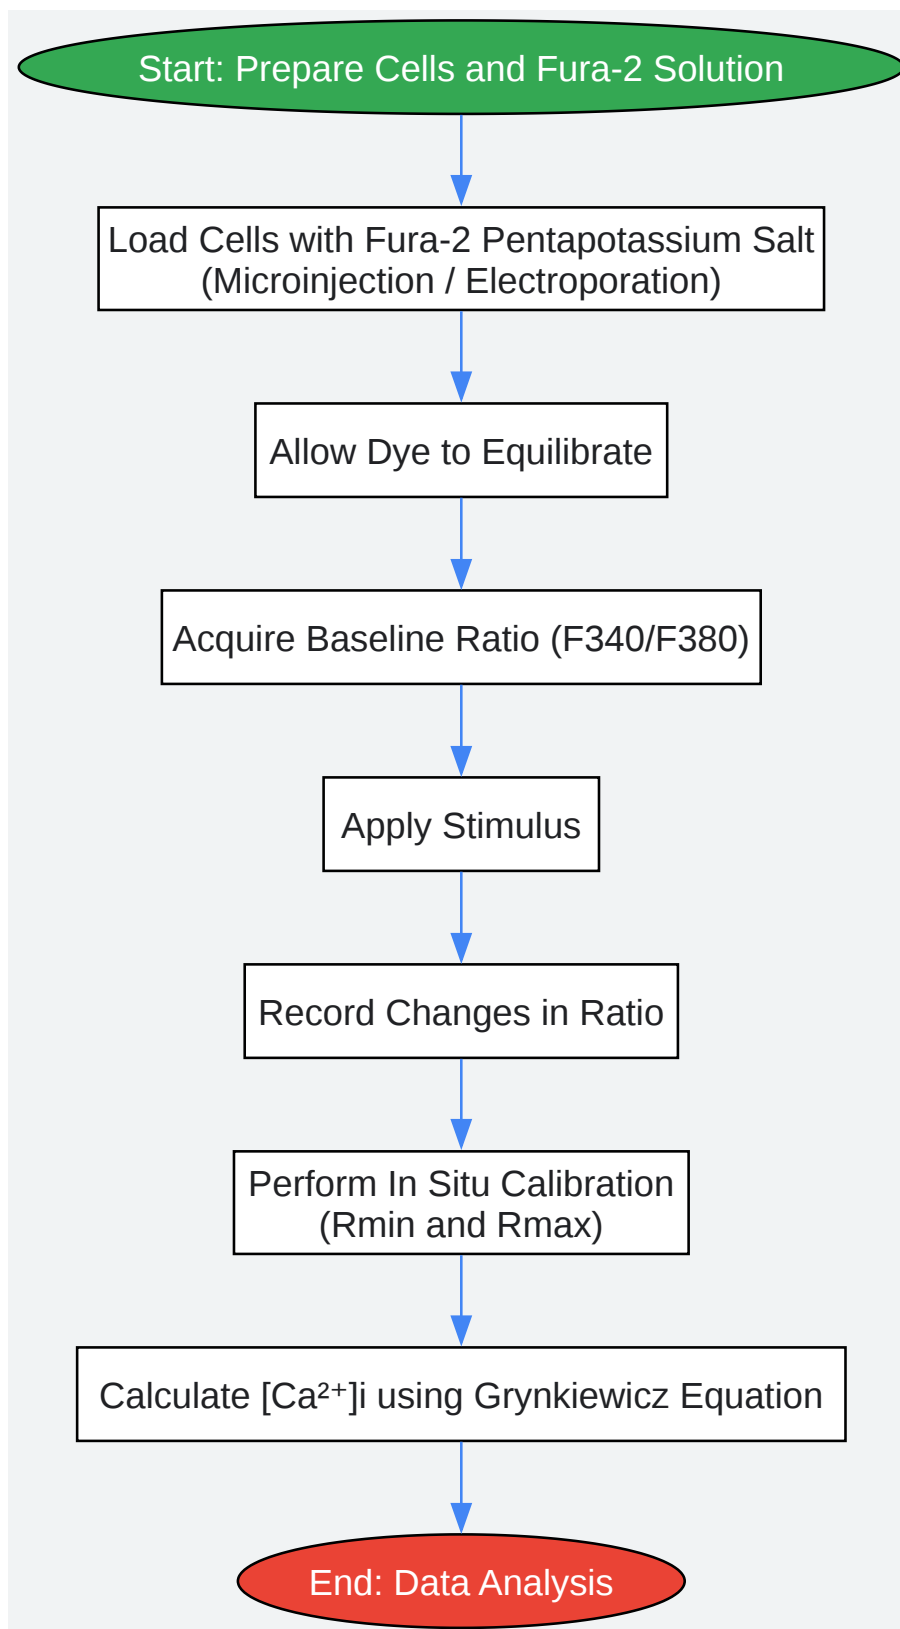 Start: Prepare Cells and Fura-2 Solution
Load Cells with Fura-2 Pentapotassium Salt
(Microinjection / Electroporation)
Allow Dye to Equilibrate
Acquire Baseline Ratio (F340/F380)
Apply Stimulus
Record Changes in Ratio
Perform In Situ Calibration
(Rmin and Rmax)
Calculate [Ca²⁺]i using Grynkiewicz Equation
End: Data Analysis